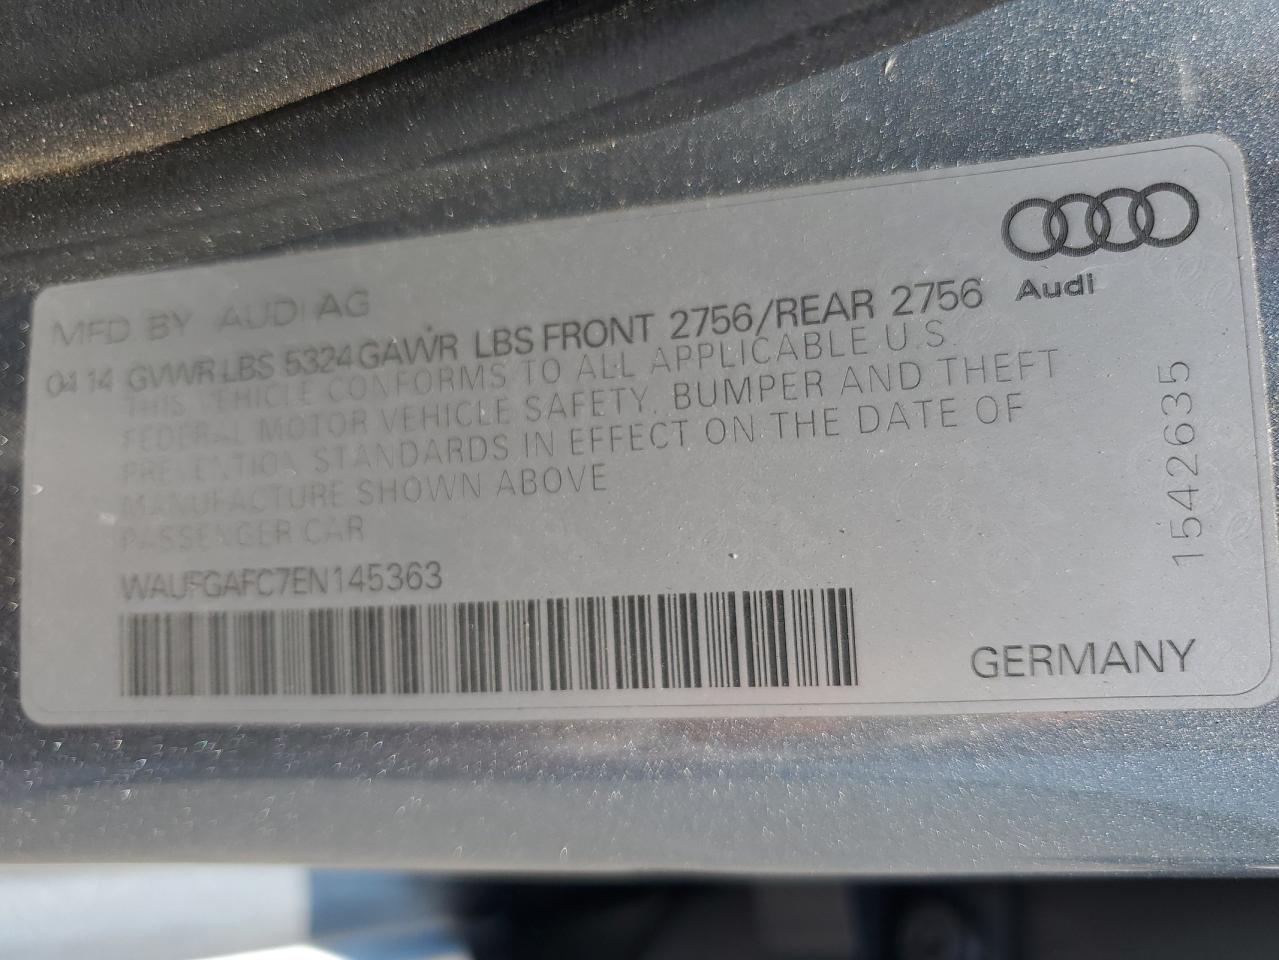 MFD BY AUDI AG
04 14 GVWR LBS 5324 GAWR LBS FRONT 2756/REAR 2756
THIS VEHICLE CONFORMS TO ALL APPLICABLE U.S.
FEDERAL MOTOR VEHICLE SAFETY, BUMPER AND THEFT
PREVENTION STANDARDS IN EFFECT ON THE DATE OF
MANUFACTURE SHOWN ABOVE
PASSENGER CAR
WAUFGAFC7EN145363
Audi
1542635
GERMANY